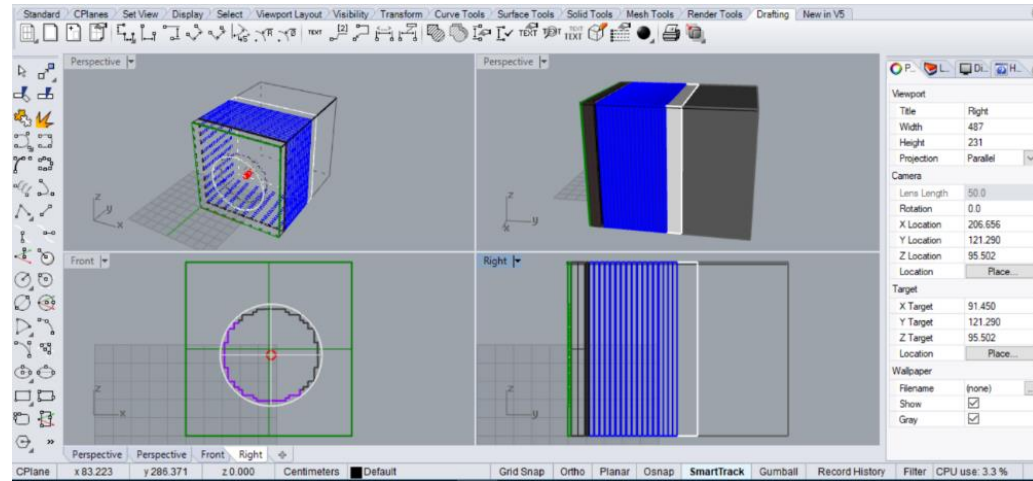 Standard CPlanes Set View Display Select Viewport Layout Visibility Transform Curve Tools Surface Tools Solid Tools Mesh Tools Render Tools Drafting New in V5
Perspective
Perspective
P... L... Di... H...
Viewport
Title Right
Width 487
Height 231
Projection Parallel
Camera
Lens Length 50.0
Rotation 0.0
X Location 206.656
Y Location 121.290
Z Location 95.502
Location Place...
Target
X Target 91.450
Y Target 121.290
Z Target 95.502
Location Place...
Wallpaper
Filename (none)
Show
Gray
z y x
z y x
Front
Right
z x
z y
Perspective Perspective Front Right
CPlane x 83.223 y 286.371 z 0.000 Centimeters Default Grid Snap Ortho Planar Osnap SmartTrack Gumball Record History Filter CPU use: 3.3 %